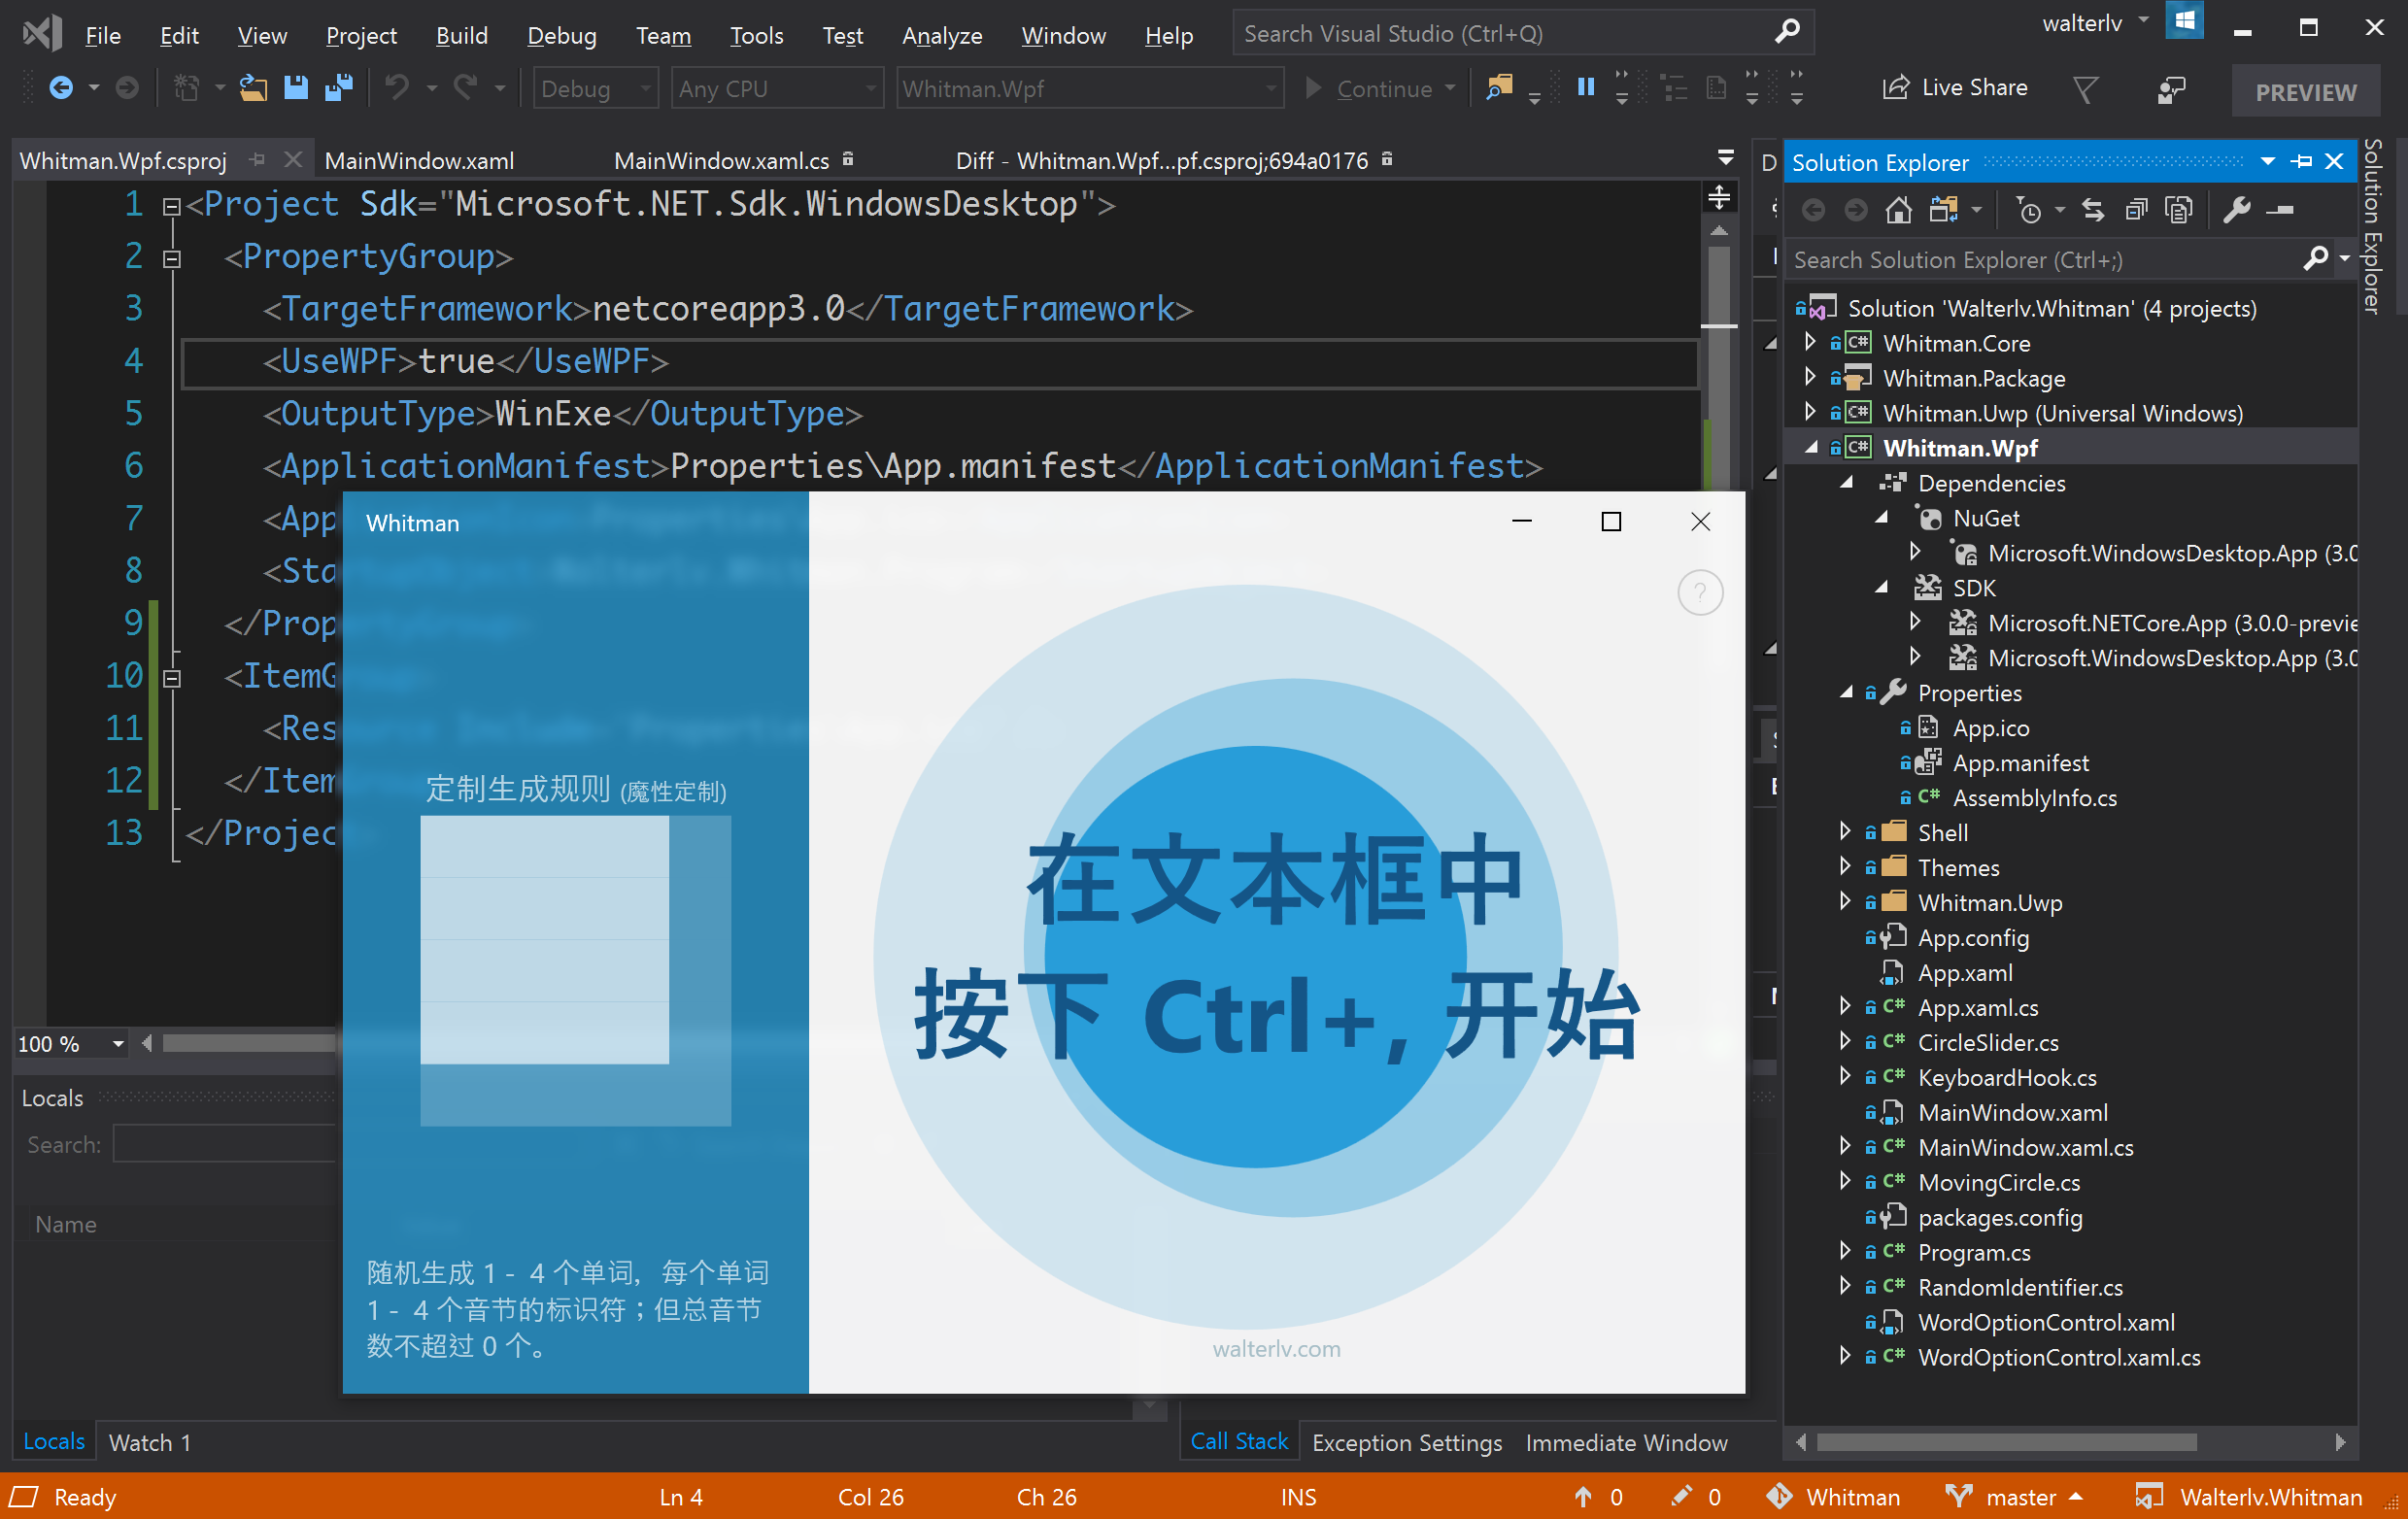 File Edit View Project Build Debug Team Tools Test Analyze Window Help Search Visual Studio (Ctrl+Q) walterlv
Debug Any CPU Whitman.Wpf Continue Live Share PREVIEW
Whitman.Wpf.csproj MainWindow.xaml MainWindow.xaml.cs Diff - Whitman.Wpf...pf.csproj;694a0176
1 <Project Sdk="Microsoft.NET.Sdk.WindowsDesktop">
2 <PropertyGroup>
3 <TargetFramework>netcoreapp3.0</TargetFramework>
4 <UseWPF>true</UseWPF>
5 <OutputType>WinExe</OutputType>
6 <ApplicationManifest>Properties\App.manifest</ApplicationManifest>
7 <App
8 <Sta
9 </PropertyGroup>
10 <ItemG
11 <Resource Include=
12 </Item
13 </Project
100 %
Locals
Search:
Name
Locals Watch 1
Call Stack Exception Settings Immediate Window
Whitman
定制生成规则 (魔性定制)
随机生成 1 - 4 个单词，每个单词
1 - 4 个音节的标识符；但总音节
数不超过 0 个。
?
在文本框中
按下 Ctrl+, 开始
walterlv.com
Solution Explorer
Search Solution Explorer (Ctrl+;)
Solution 'Walterlv.Whitman' (4 projects)
Whitman.Core
Whitman.Package
Whitman.Uwp (Universal Windows)
Whitman.Wpf
Dependencies
NuGet
Microsoft.WindowsDesktop.App (3.0
SDK
Microsoft.NETCore.App (3.0.0-previe
Microsoft.WindowsDesktop.App (3.0
Properties
App.ico
App.manifest
C# AssemblyInfo.cs
Shell
Themes
Whitman.Uwp
App.config
App.xaml
C# App.xaml.cs
C# CircleSlider.cs
C# KeyboardHook.cs
MainWindow.xaml
C# MainWindow.xaml.cs
C# MovingCircle.cs
packages.config
C# Program.cs
C# RandomIdentifier.cs
WordOptionControl.xaml
C# WordOptionControl.xaml.cs
Solution Explorer
Ready Ln 4 Col 26 Ch 26 INS 0 0 Whitman master Walterlv.Whitman